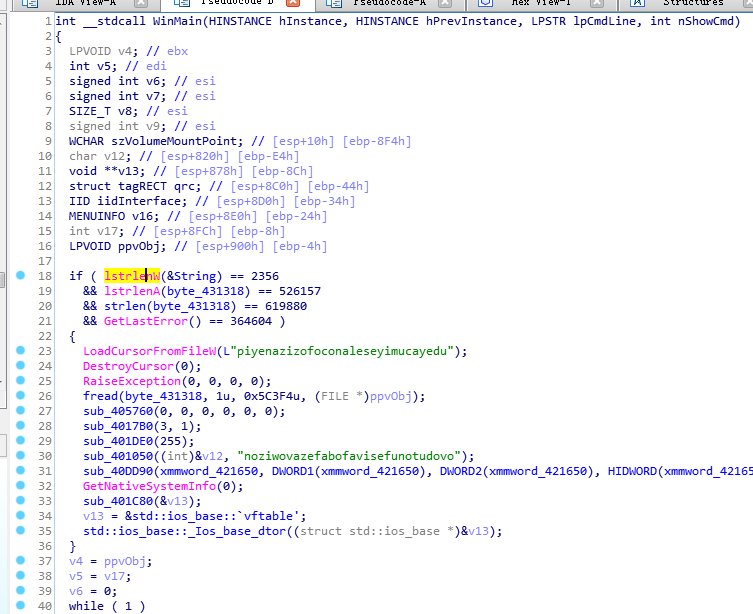 IDA View-A Pseudocode-B Pseudocode-A Hex View-1 Structures
1 int __stdcall WinMain(HINSTANCE hInstance, HINSTANCE hPrevInstance, LPSTR lpCmdLine, int nShowCmd)
2 {
3 LPVOID v4; // ebx
4 int v5; // edi
5 signed int v6; // esi
6 signed int v7; // esi
7 SIZE_T v8; // esi
8 signed int v9; // esi
9 WCHAR szVolumeMountPoint; // [esp+10h] [ebp-8F4h]
10 char v12; // [esp+820h] [ebp-E4h]
11 void **v13; // [esp+878h] [ebp-8Ch]
12 struct tagRECT qrc; // [esp+8C0h] [ebp-44h]
13 IID iidInterface; // [esp+8D0h] [ebp-34h]
14 MENUINFO v16; // [esp+8E0h] [ebp-24h]
15 int v17; // [esp+8FCh] [ebp-8h]
16 LPVOID ppvObj; // [esp+900h] [ebp-4h]
17
18 if ( lstrlenW(&String) == 2356
19 && lstrlenA(byte_431318) == 526157
20 && strlen(byte_431318) == 619880
21 && GetLastError() == 364604 )
22 {
23 LoadCursorFromFileW(L"piyenazizofoconaleseyimucayedu");
24 DestroyCursor(0);
25 RaiseException(0, 0, 0, 0);
26 fread(byte_431318, 1u, 0x5C3F4u, (FILE *)ppvObj);
27 sub_405760(0, 0, 0, 0, 0, 0);
28 sub_4017B0(3, 1);
29 sub_401DE0(255);
30 sub_401050((int)&v12, "noziwovazefabofavisefunotudovo");
31 sub_40DD90(xmmword_421650, DWORD1(xmmword_421650), DWORD2(xmmword_421650), HIDWORD(xmmword_42165
32 GetNativeSystemInfo(0);
33 sub_401C80(&v13);
34 v13 = &std::ios_base::`vftable';
35 std::ios_base::_Ios_base_dtor((struct std::ios_base *)&v13);
36 }
37 v4 = ppvObj;
38 v5 = v17;
39 v6 = 0;
40 while ( 1 )